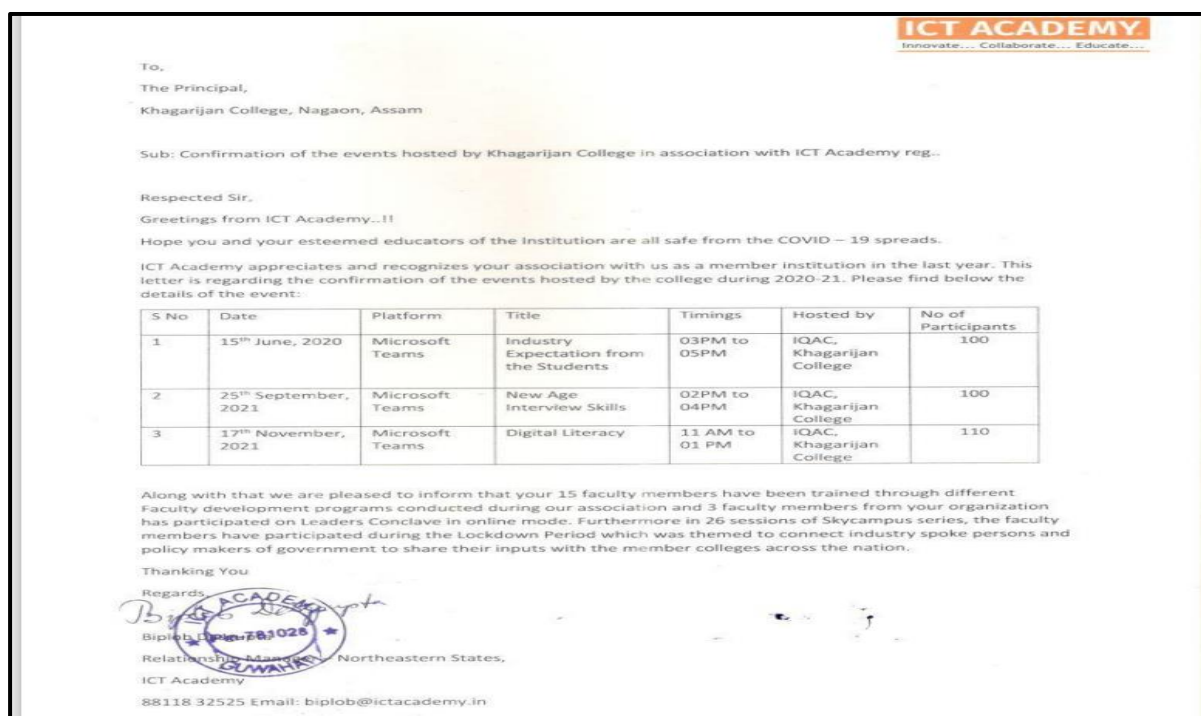 ICT ACADEMY
Innovate... Collaborate... Educate...
To,
The Principal,
Khagarijan College, Nagaon, Assam
Sub: Confirmation of the events hosted by Khagarijan College in association with ICT Academy reg..
Respected Sir,
Greetings from ICT Academy..!!
Hope you and your esteemed educators of the Institution are all safe from the COVID – 19 spreads.
ICT Academy appreciates and recognizes your association with us as a member institution in the last year. This
letter is regarding the confirmation of the events hosted by the college during 2020-21. Please find below the
details of the event:
S No Date Platform Title Timings Hosted by No of
Participants
1 15th June, 2020 Microsoft Industry 03PM to IQAC, 100
Teams Expectation from 05PM Khagarijan
the Students College
2 25th September, Microsoft New Age 02PM to IQAC, 100
2021 Teams Interview Skills 04PM Khagarijan
College
3 17th November, Microsoft Digital Literacy 11 AM to IQAC, 110
2021 Teams 01 PM Khagarijan
College
Along with that we are pleased to inform that your 15 faculty members have been trained through different
Faculty development programs conducted during our association and 3 faculty members from your organization
has participated on Leaders Conclave in online mode. Furthermore in 26 sessions of Skycampus series, the faculty
members have participated during the Lockdown Period which was themed to connect industry spoke persons and
policy makers of government to share their inputs with the member colleges across the nation.
Thanking You
Regards,
ICT ACADEMY
781028
GUWAHATI
Biplob
Relationship Manager - Northeastern States,
ICT Academy
88118 32525 Email: biplob@ictacademy.in